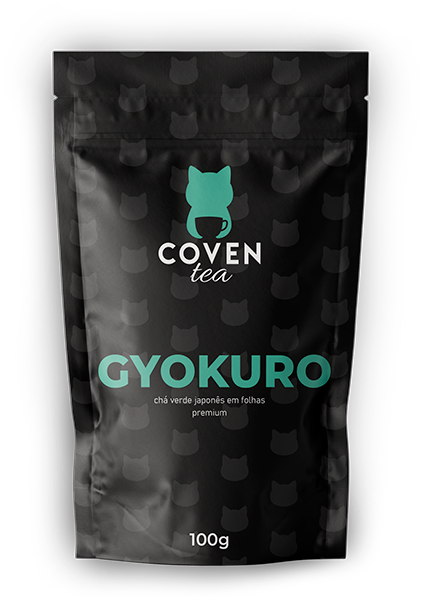 COVEN
tea
GYOKURO
chá verde japonês em folhas
premium
100g